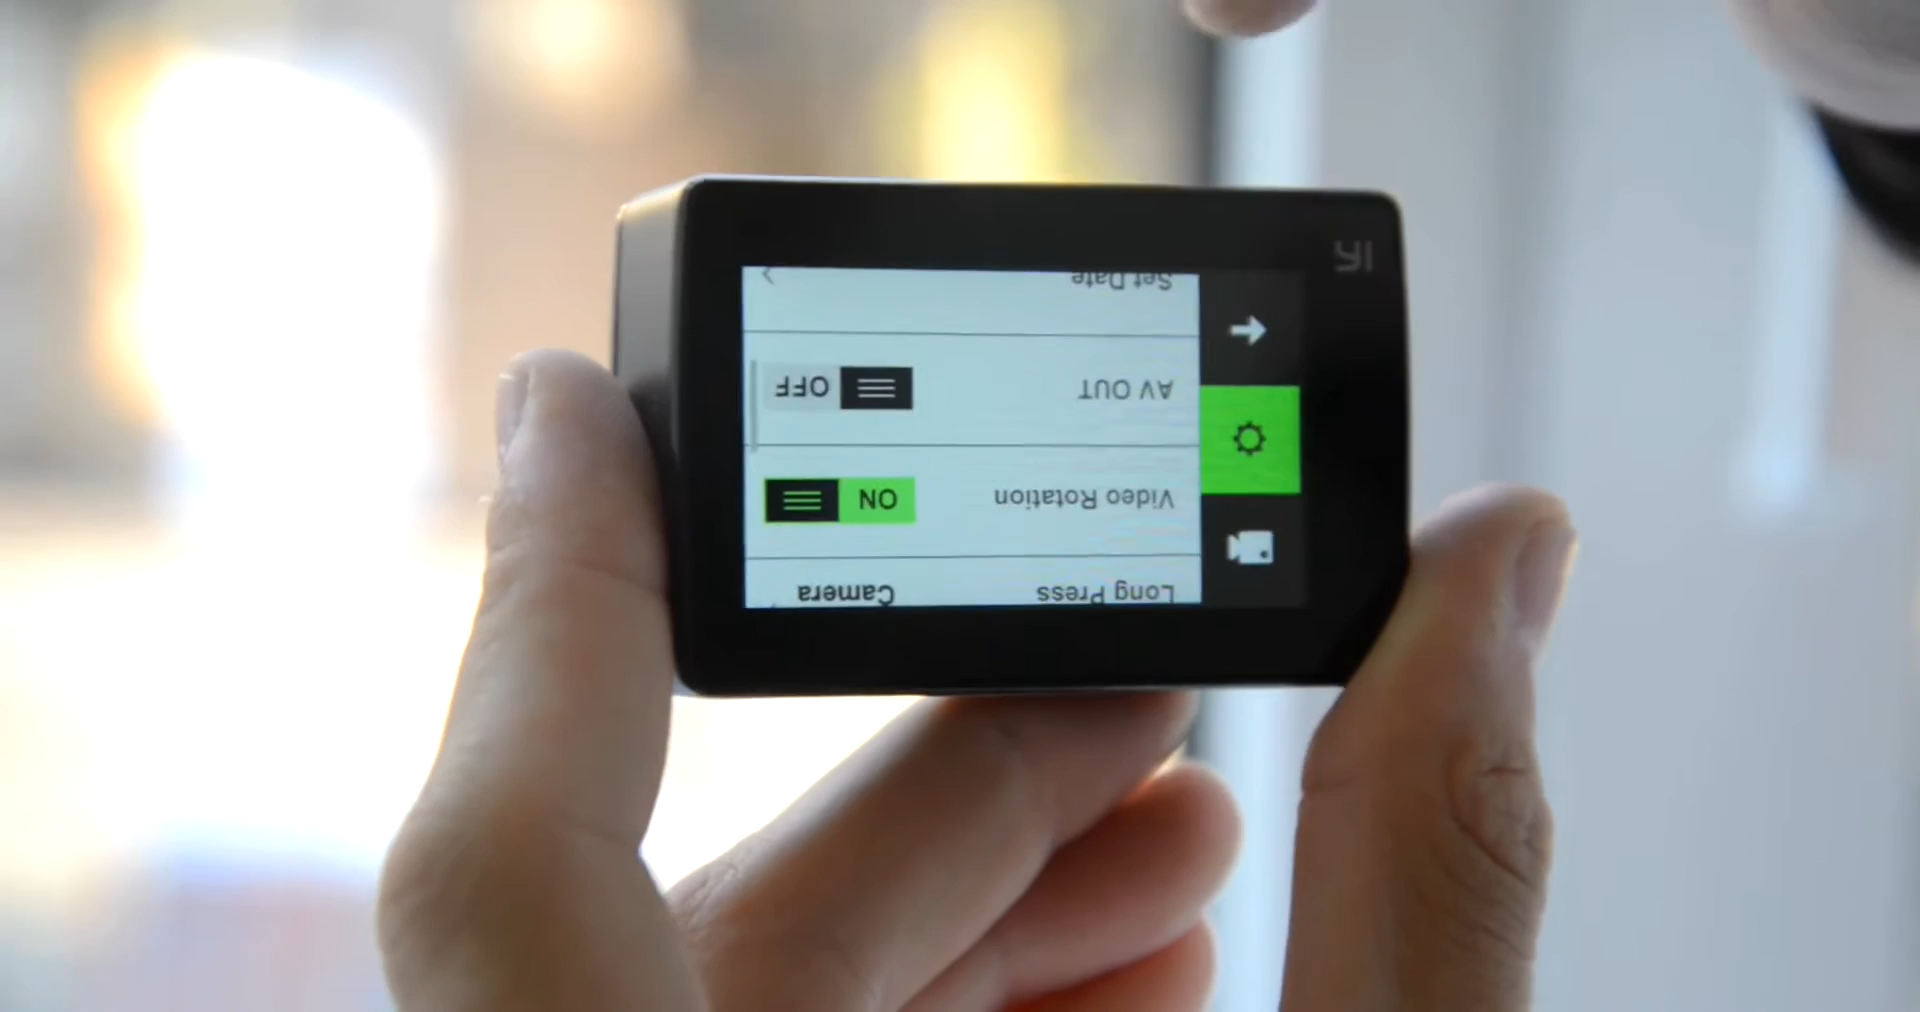 Long Press Camera
Video Rotation ON
AV OUT OFF
Set Date
YI